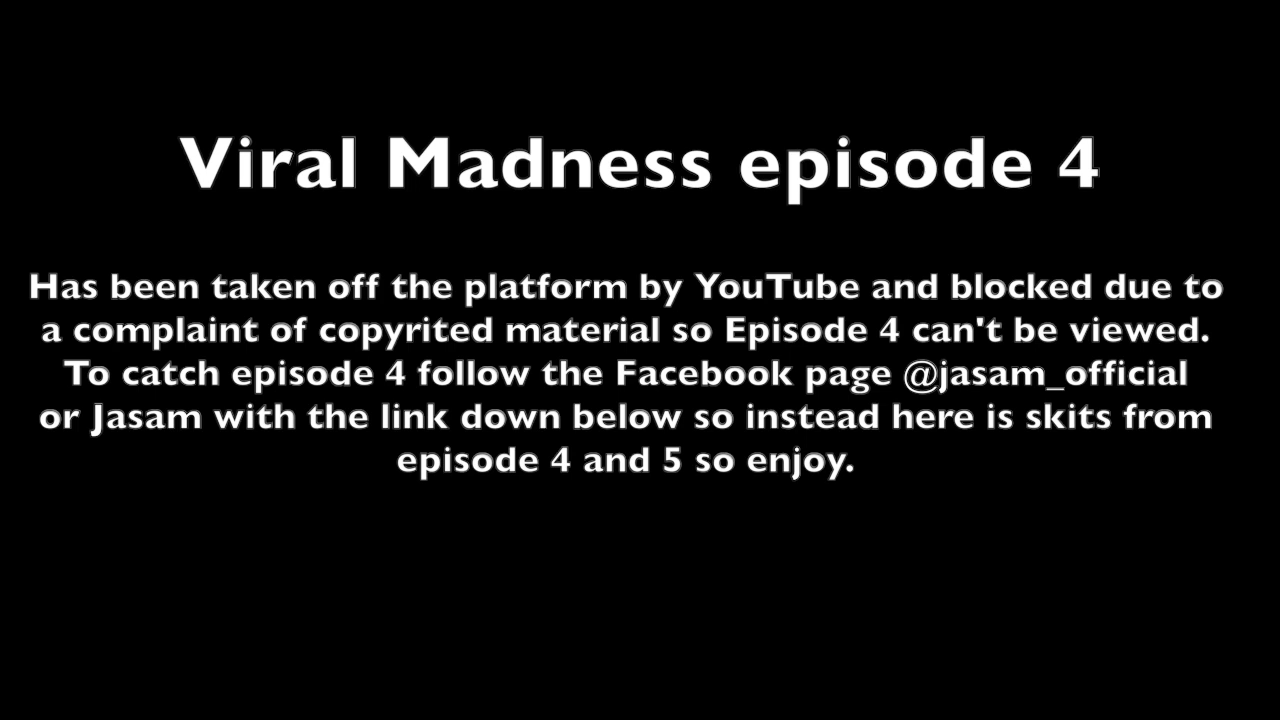 Viral Madness episode 4
Has been taken off the platform by YouTube and blocked due to
a complaint of copyrited material so Episode 4 can't be viewed.
To catch episode 4 follow the Facebook page @jasam_official
or Jasam with the link down below so instead here is skits from
episode 4 and 5 so enjoy.